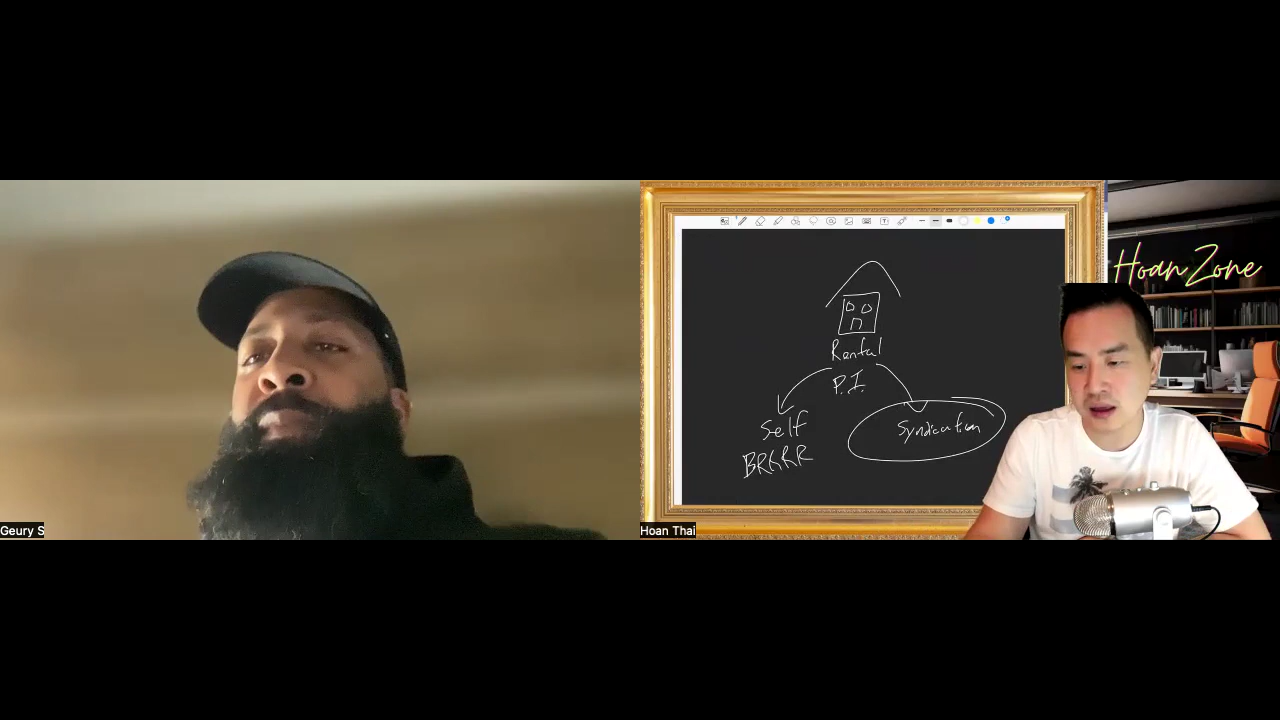 Hoan Zone
Rental
P.I.
Self
Syndication
BRRRR
Geury S
Hoan Thai